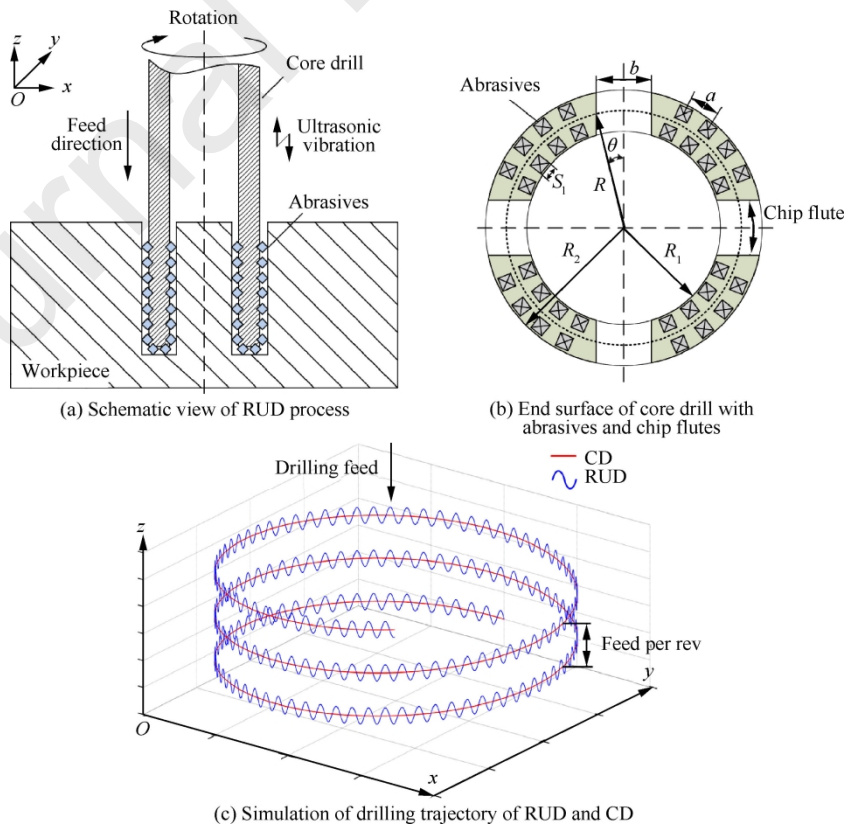 Rotation
z
y
x
O
Core drill
Feed
direction
Ultrasonic
vibration
Abrasives
Workpiece
(a) Schematic view of RUD process
b
Abrasives
a
θ
S1
R
Chip flute
R2
R1
(b) End surface of core drill with
abrasives and chip flutes
Drilling feed
CD
RUD
z
Feed per rev
y
O
x
(c) Simulation of drilling trajectory of RUD and CD